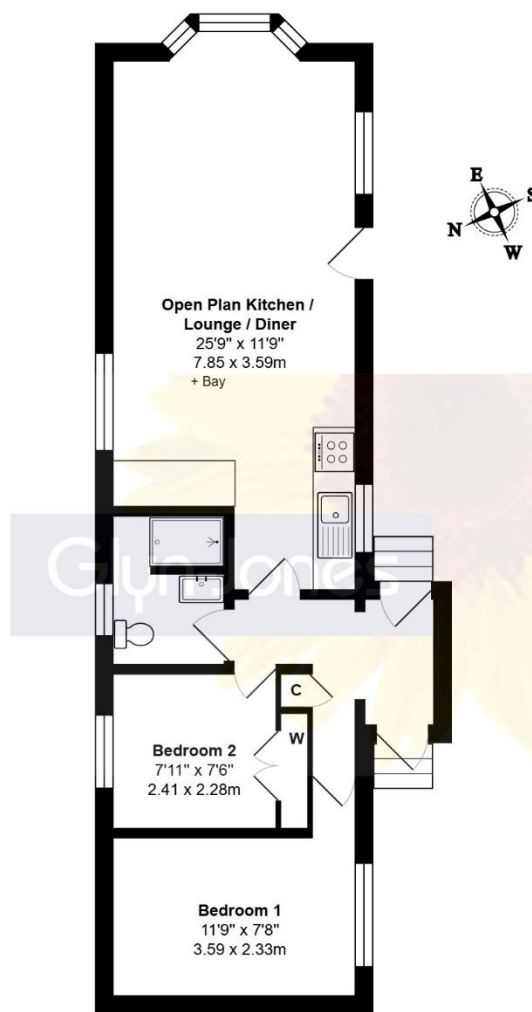 E
S
N
W
Open Plan Kitchen /
Lounge / Diner
25'9" x 11'9"
7.85 x 3.59m
+ Bay
Glyn Jones
C
W
Bedroom 2
7'11" x 7'6"
2.41 x 2.28m
Bedroom 1
11'9" x 7'8"
3.59 x 2.33m